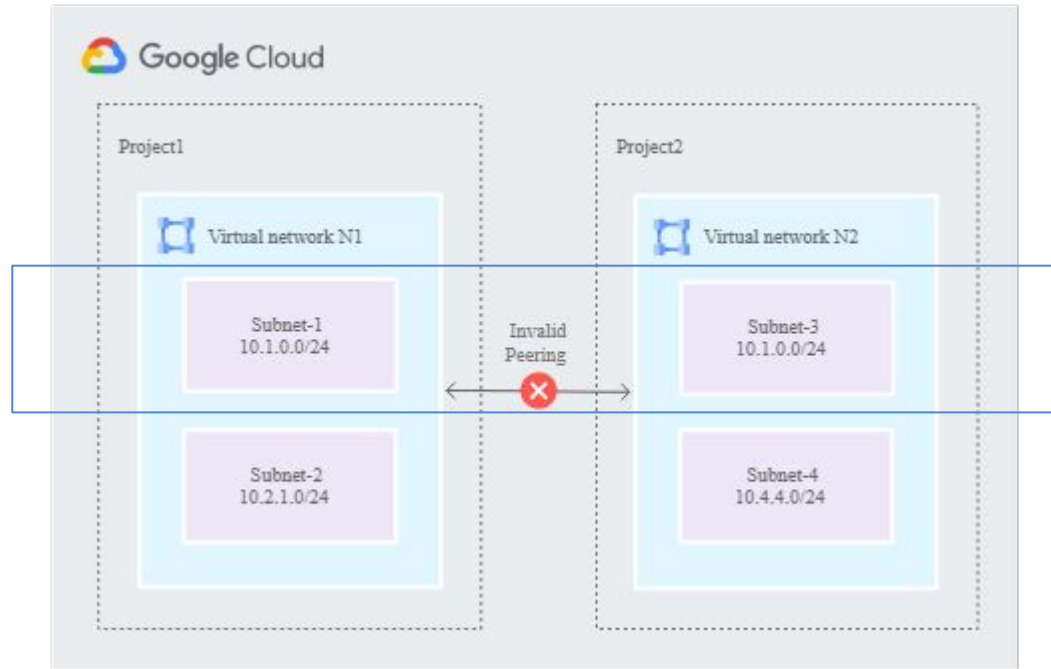 Google Cloud
Project1
Project2
Virtual network N1
Virtual network N2
Subnet-1
10.1.0.0/24
Invalid
Peering
Subnet-3
10.1.0.0/24
Subnet-2
10.2.1.0/24
Subnet-4
10.4.4.0/24